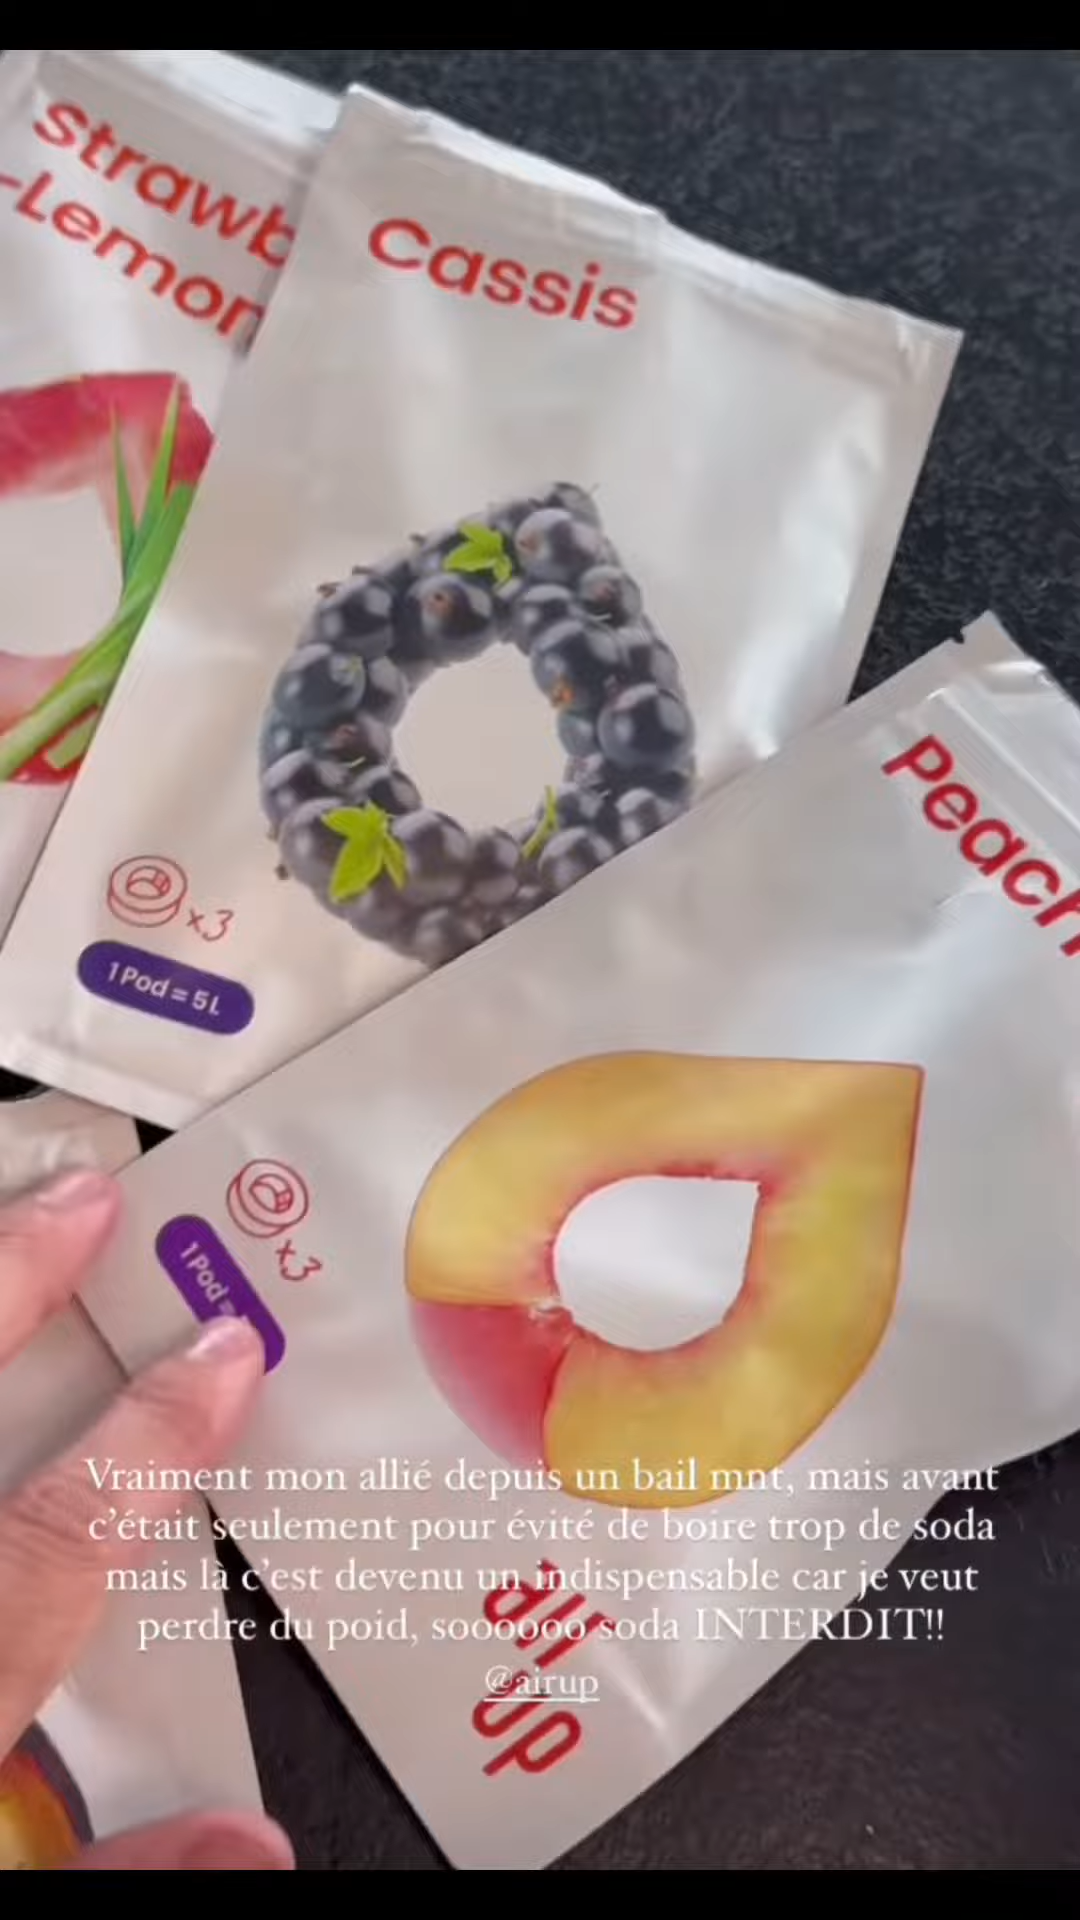 strawb
-Lemon
Cassis
Peach
x3
1 Pod = 5L
x3
1 Pod =
Vraiment mon allié depuis un bail mnt, mais avant
c'était seulement pour évité de boire trop de soda
mais là c'est devenu un indispensable car je veut
perdre du poid, soooooo soda INTERDIT!!
@airup
air
up